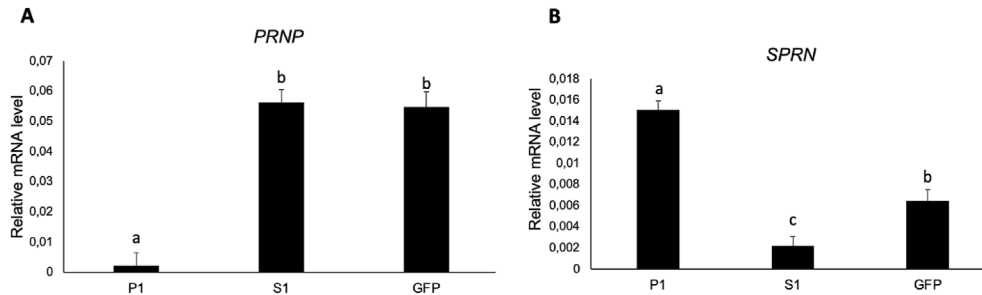 A
PRNP
Relative mRNA level
0,07
0,06
0,05
0,04
0,03
0,02
0,01
0
a
b
b
P1
S1
GFP
B
SPRN
Relative mRNA level
0,018
0,016
0,014
0,012
0,01
0,008
0,006
0,004
0,002
0
a
c
b
P1
S1
GFP